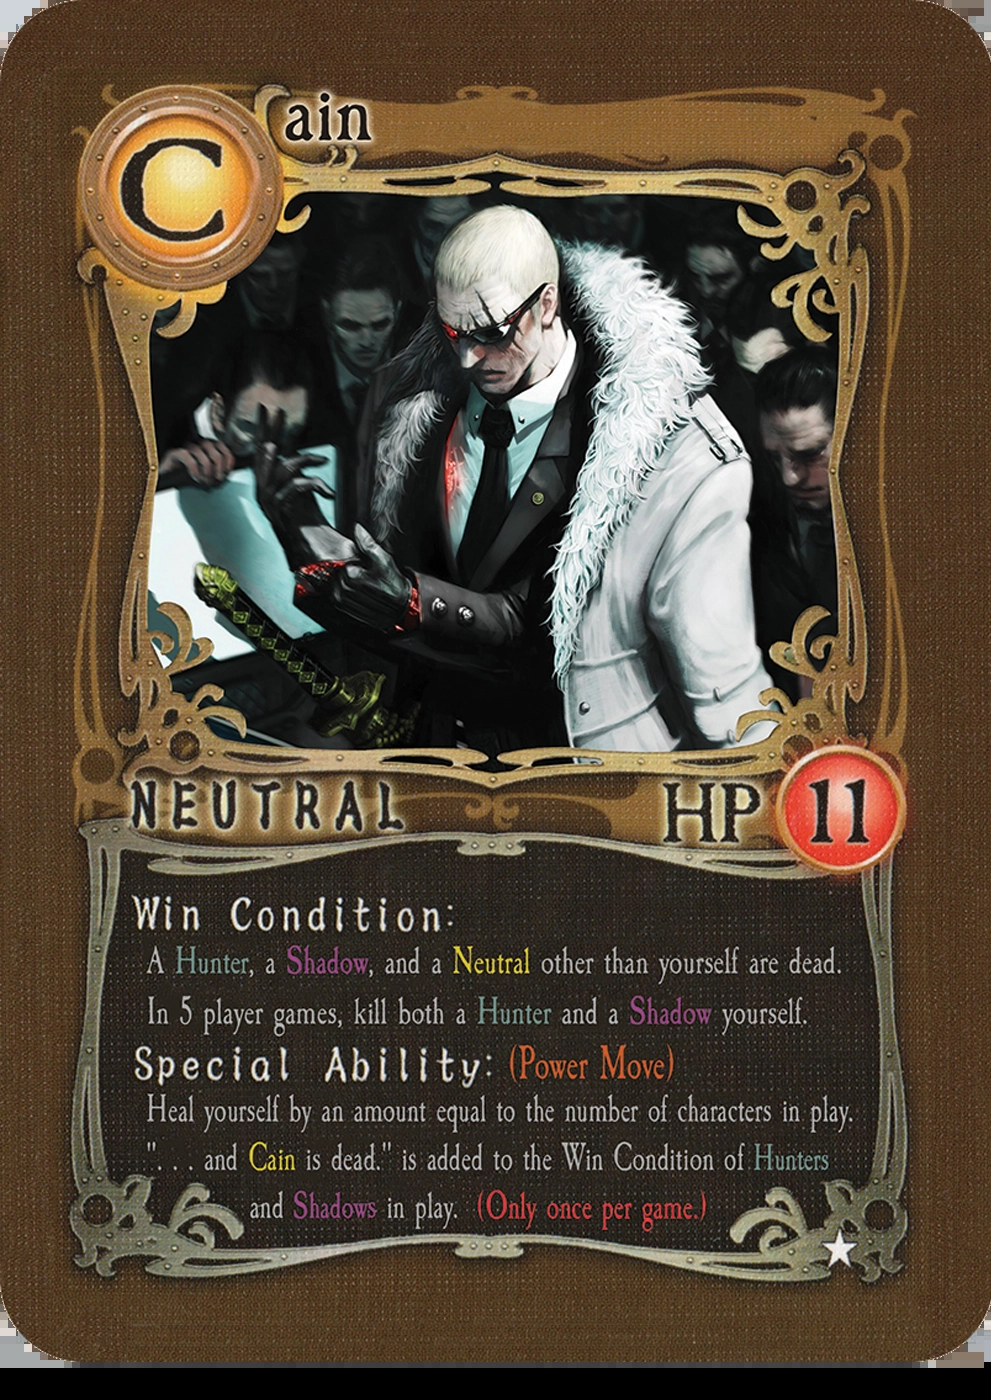 Cain
NEUTRAL HP 11
Win Condition:
A Hunter, a Shadow, and a Neutral other than yourself are dead.
In 5 player games, kill both a Hunter and a Shadow yourself.
Special Ability: (Power Move)
Heal yourself by an amount equal to the number of characters in play.
". . . and Cain is dead." is added to the Win Condition of Hunters
and Shadows in play. (Only once per game.)